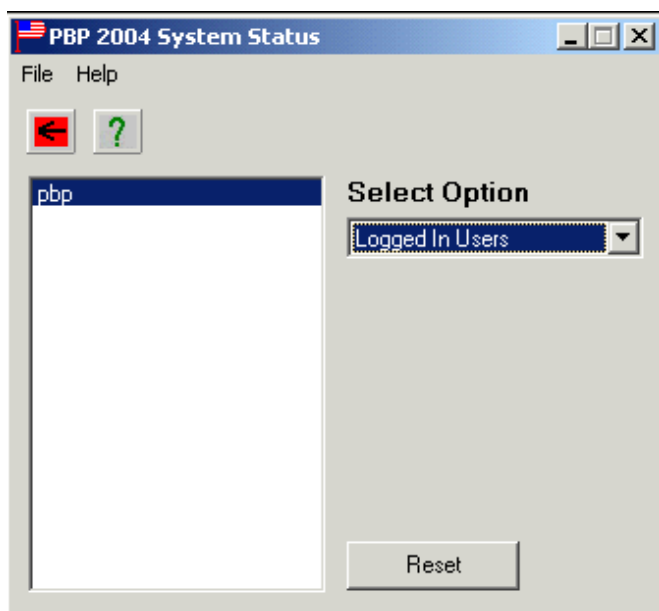 PBP 2004 System Status
File Help
?
pbp
Select Option
Logged In Users
Reset